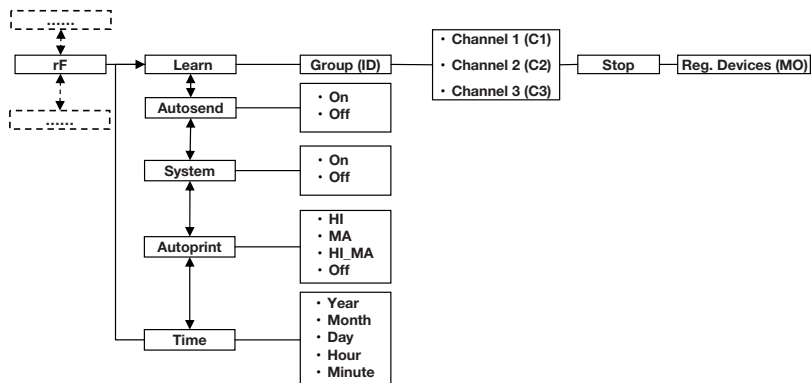 ......
rF
......
Learn
Group (ID)
• Channel 1 (C1)
• Channel 2 (C2)
• Channel 3 (C3)
Stop
Reg. Devices (MO)
Autosend
• On
• Off
System
• On
• Off
Autoprint
• HI
• MA
• HI_MA
• Off
Time
• Year
• Month
• Day
• Hour
• Minute